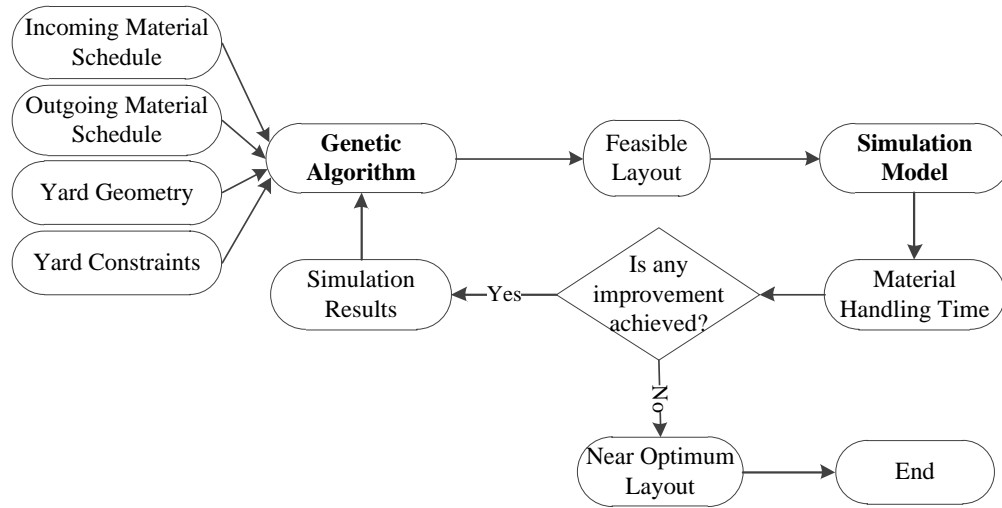 Incoming Material
Schedule
Outgoing Material
Schedule
Yard Geometry
Yard Constraints
Genetic
Algorithm
Feasible
Layout
Simulation
Model
Material
Handling Time
Is any
improvement
achieved?
Yes
Simulation
Results
No
Near Optimum
Layout
End